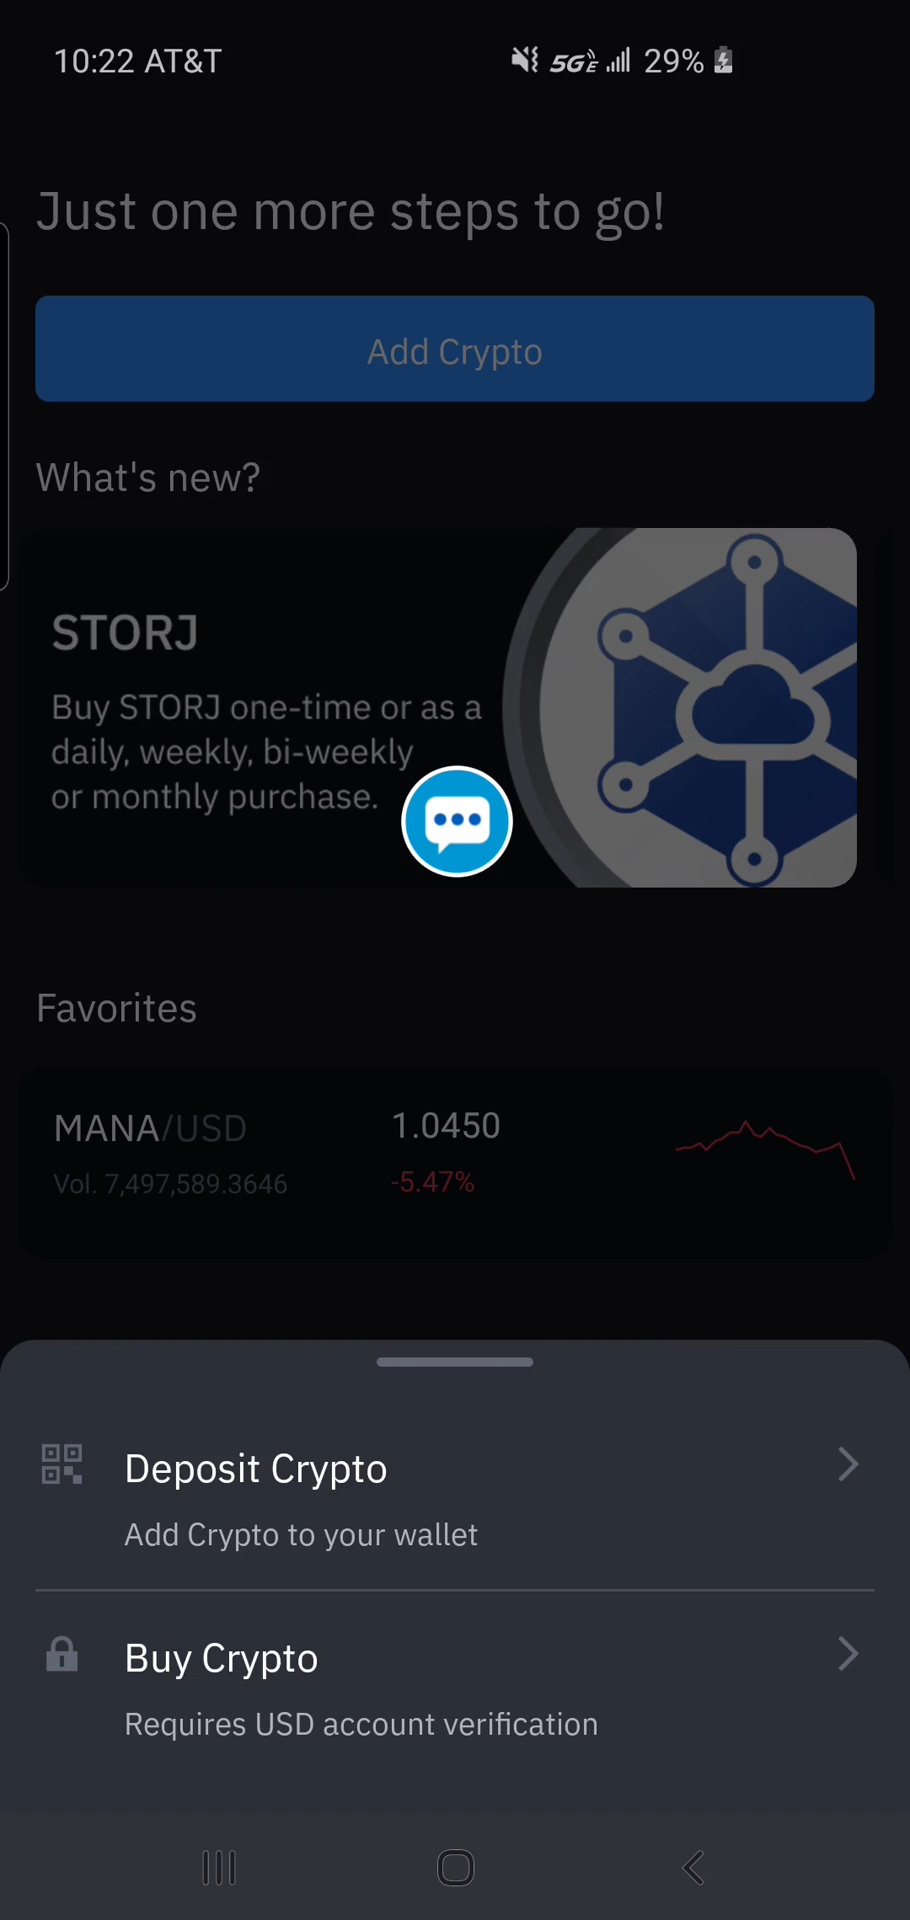 10:22 AT&T
5GE 29%
Just one more steps to go!
Add Crypto
What's new?
STORJ
Buy STORJ one-time or as a
daily, weekly, bi-weekly
or monthly purchase.
Favorites
MANA/USD 1.0450
Vol. 7,497,589.3646 -5.47%
Deposit Crypto
Add Crypto to your wallet
Buy Crypto
Requires USD account verification